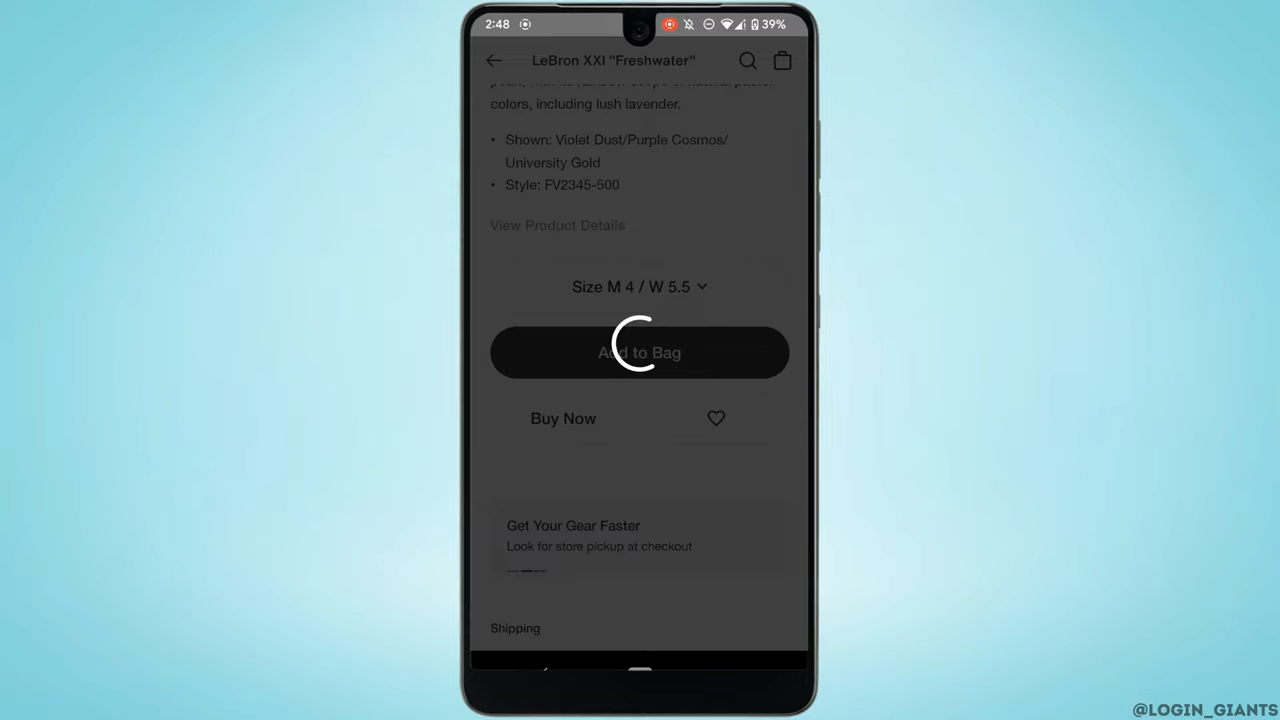 2:48
39%
LeBron XXI "Freshwater"
colors, including lush lavender.
• Shown: Violet Dust/Purple Cosmos/
University Gold
• Style: FV2345-500
View Product Details
Size M 4 / W 5.5
Add to Bag
Buy Now
Get Your Gear Faster
Look for store pickup at checkout
Shipping
@LOGIN_GIANTS